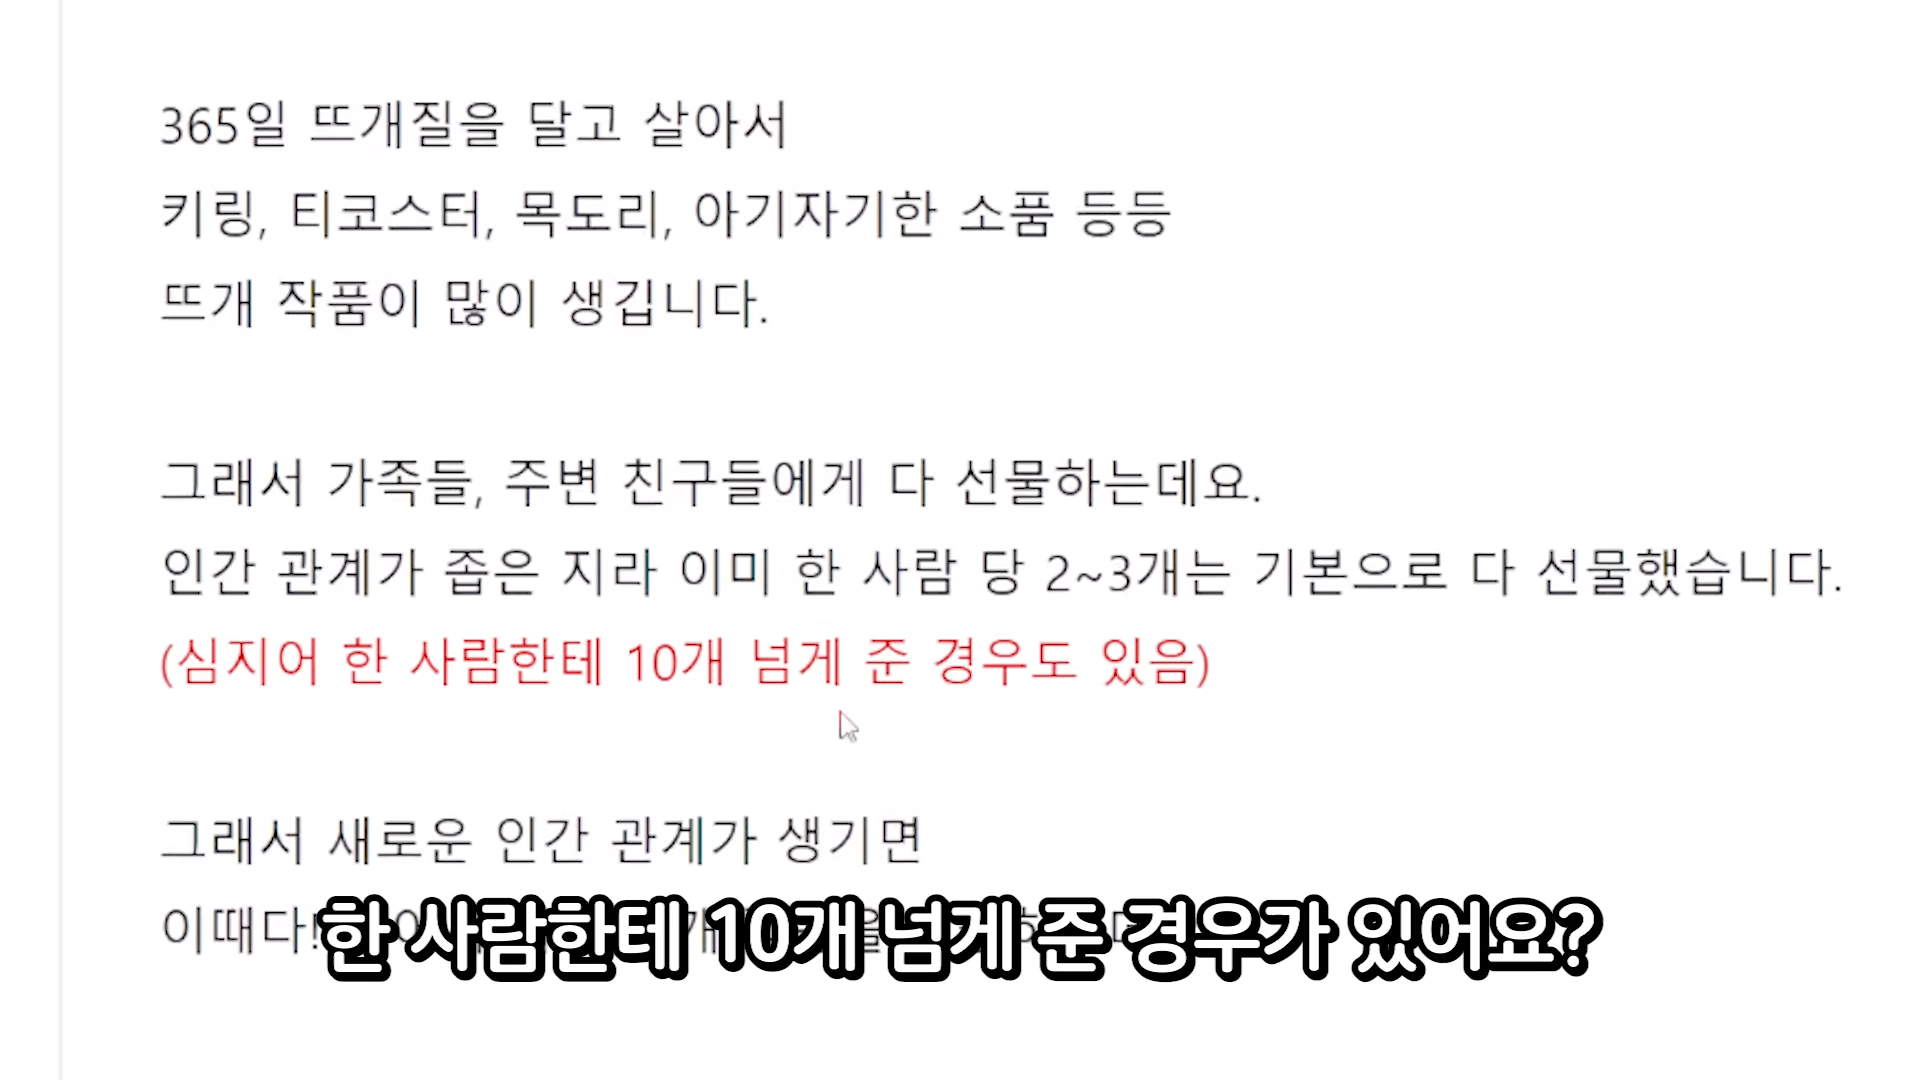 365일 뜨개질을 달고 살아서
키링, 티코스터, 목도리, 아기자기한 소품 등등
뜨개 작품이 많이 생깁니다.
그래서 가족들, 주변 친구들에게 다 선물하는데요.
인간 관계가 좁은 지라 이미 한 사람 당 2~3개는 기본으로 다 선물했습니다.
(심지어 한 사람한테 10개 넘게 준 경우도 있음)
그래서 새로운 인간 관계가 생기면
이때다!
한 사람한테 10개 넘게 준 경우가 있어요?